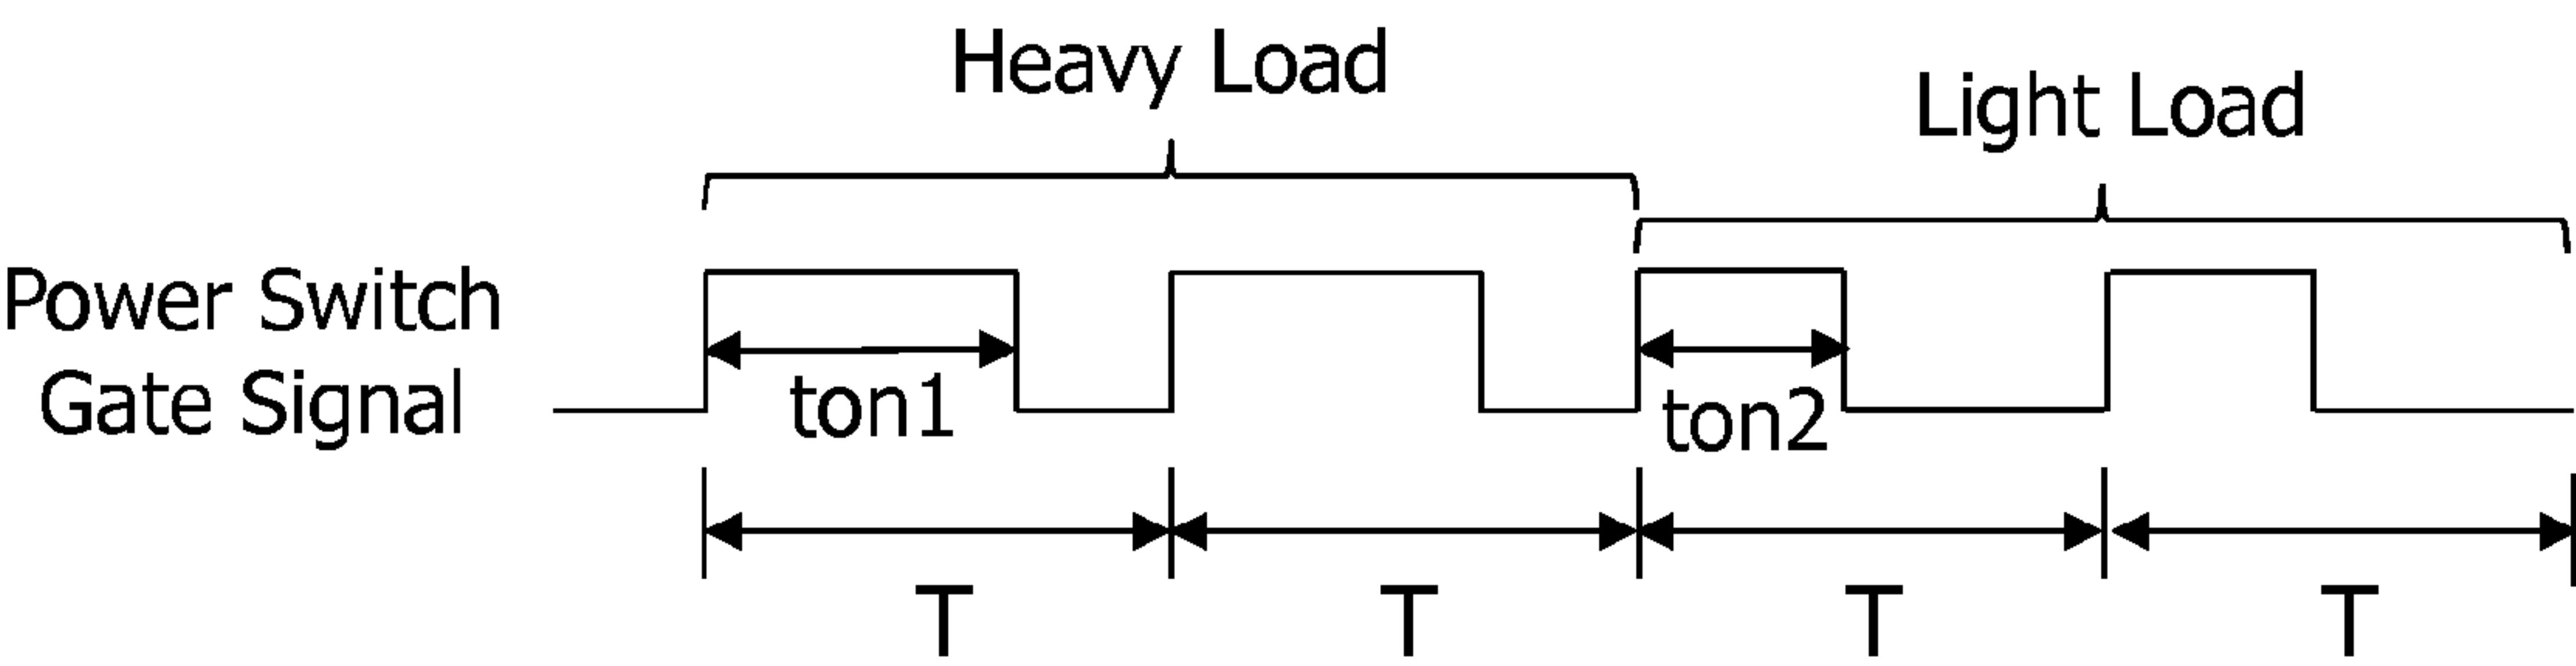 Heavy Load
Light Load
Power Switch
Gate Signal
ton1
ton2
T
T
T
T